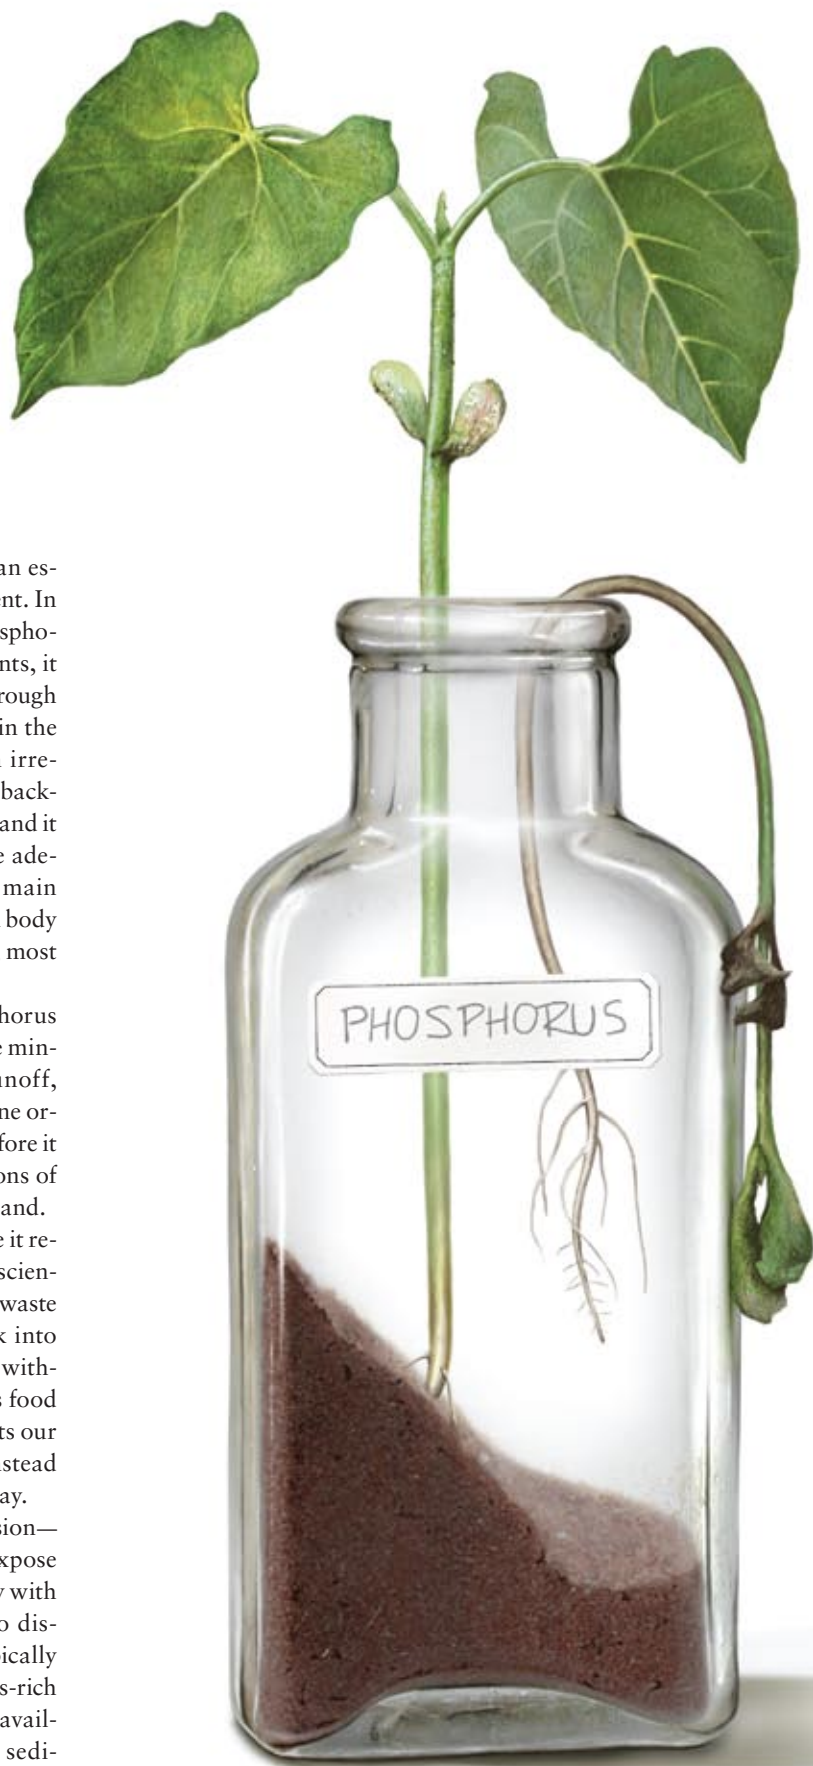 an es-
ent. In
spho-
nts, it
rough
in the
irre-
back-
and it
e ade-
main
body
most
horus
e min-
unoff,
ne or-
fore it
ons of
and.
e it re-
scien-
waste
k into
with-
s food
ts our
nstead
ay.
sion—
xpose
y with
o dis-
pically
s-rich
avail-
sedi-
PHOSPHORUS